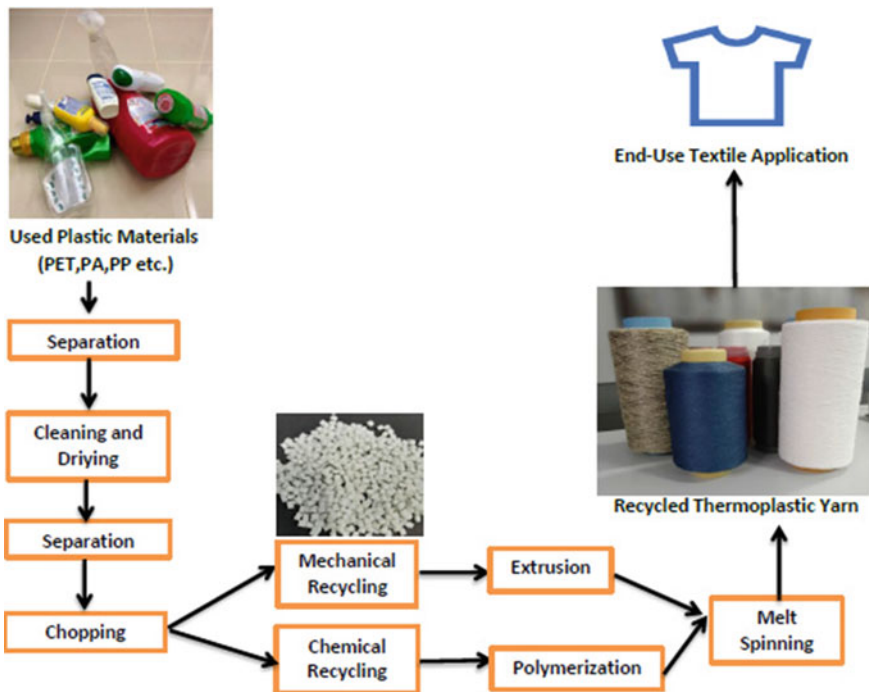 Used Plastic Materials
(PET,PA,PP etc.)
Separation
Cleaning and
Driying
Separation
Chopping
Mechanical
Recycling
Chemical
Recycling
Extrusion
Polymerization
Melt
Spinning
Recycled Thermoplastic Yarn
End-Use Textile Application